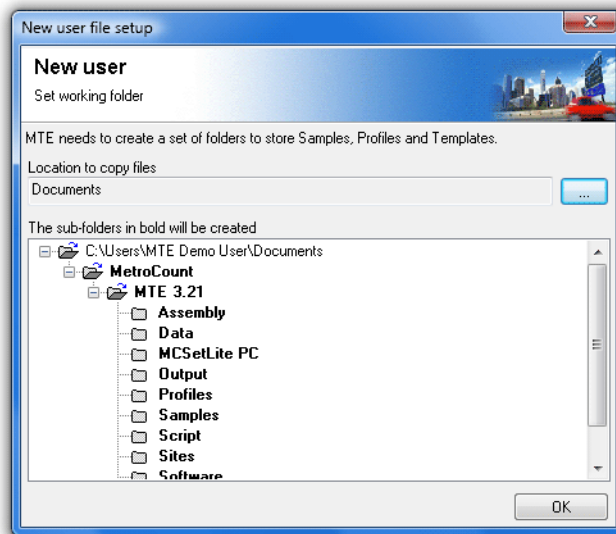 New user file setup
New user
Set working folder
MTE needs to create a set of folders to store Samples, Profiles and Templates.
Location to copy files
Documents
...
The sub-folders in bold will be created
C:\Users\MTE Demo User\Documents
MetroCount
MTE 3.21
Assembly
Data
MCSetLite PC
Output
Profiles
Samples
Script
Sites
Software
OK